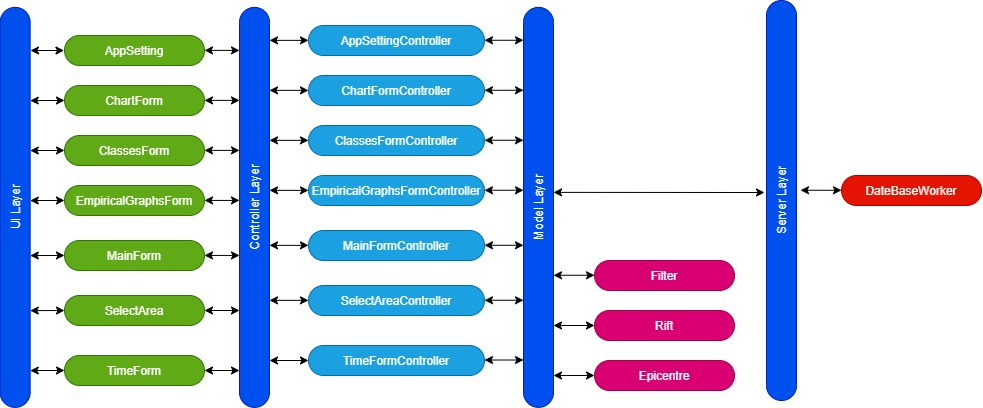 UI Layer
AppSetting
ChartForm
ClassesForm
EmpiricalGraphsForm
MainForm
SelectArea
TimeForm
Controller Layer
AppSettingController
ChartFormController
ClassesFormController
EmpiricalGraphsFormController
MainFormController
SelectAreaController
TimeFormController
Model Layer
Filter
Rift
Epicentre
Server Layer
DateBaseWorker